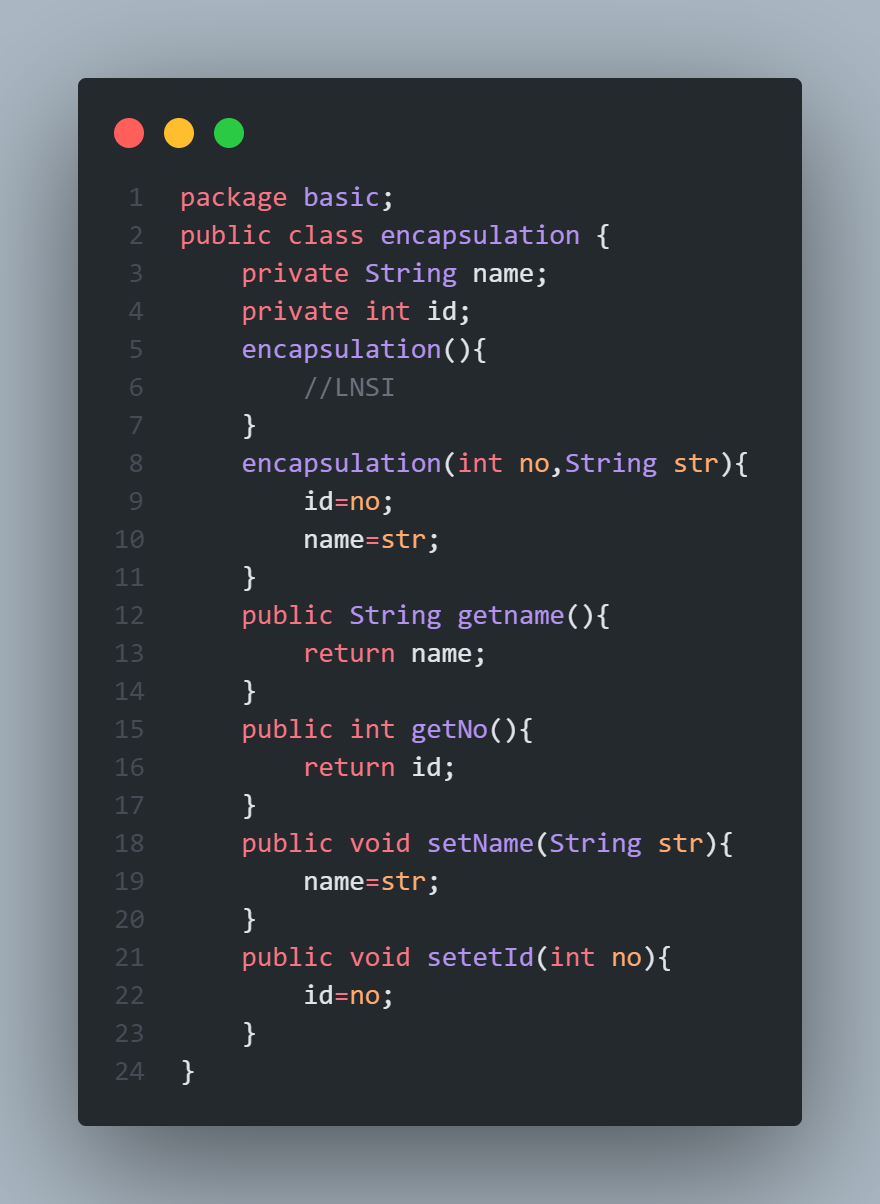 1 package basic;
2 public class encapsulation {
3     private String name;
4     private int id;
5     encapsulation(){
6         //LNSI
7     }
8     encapsulation(int no,String str){
9         id=no;
10         name=str;
11     }
12     public String getname(){
13         return name;
14     }
15     public int getNo(){
16         return id;
17     }
18     public void setName(String str){
19         name=str;
20     }
21     public void setetId(int no){
22         id=no;
23     }
24 }